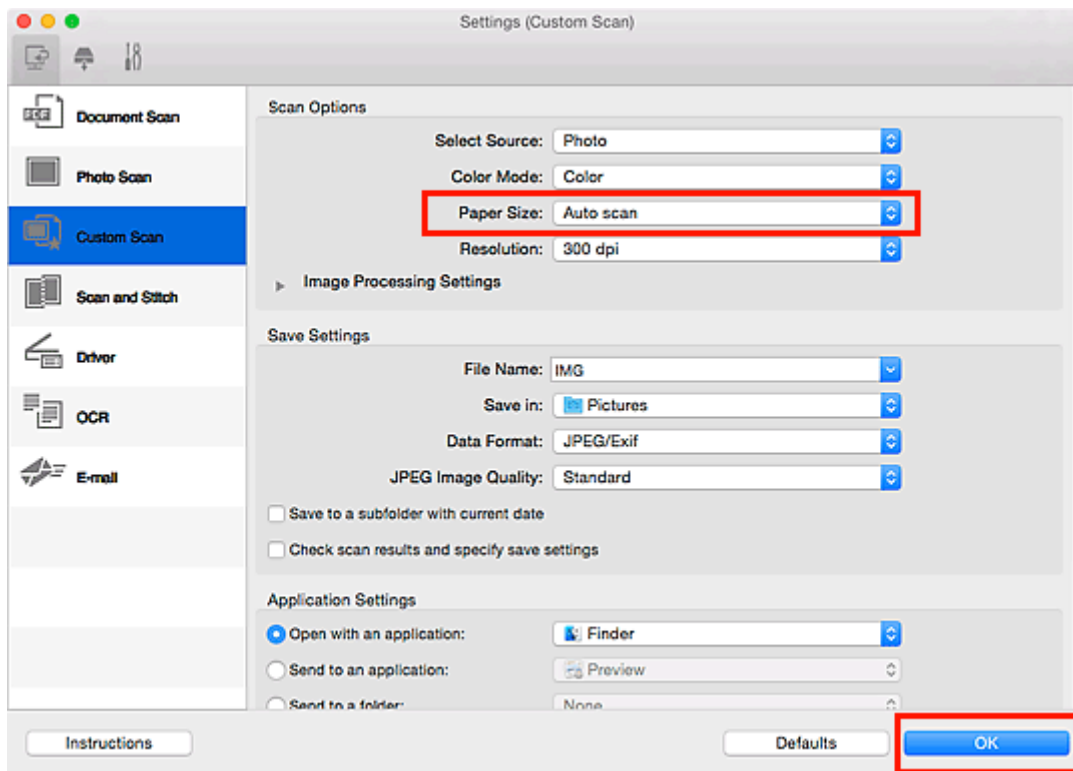 Settings (Custom Scan)
Document Scan
Photo Scan
Custom Scan
Scan and Stitch
Driver
OCR
E-mail
Scan Options
Select Source: Photo
Color Mode: Color
Paper Size: Auto scan
Resolution: 300 dpi
Image Processing Settings
Save Settings
File Name: IMG
Save in: Pictures
Data Format: JPEG/Exif
JPEG Image Quality: Standard
Save to a subfolder with current date
Check scan results and specify save settings
Application Settings
Open with an application: Finder
Send to an application: Preview
Send to a folder: None
Instructions Defaults OK